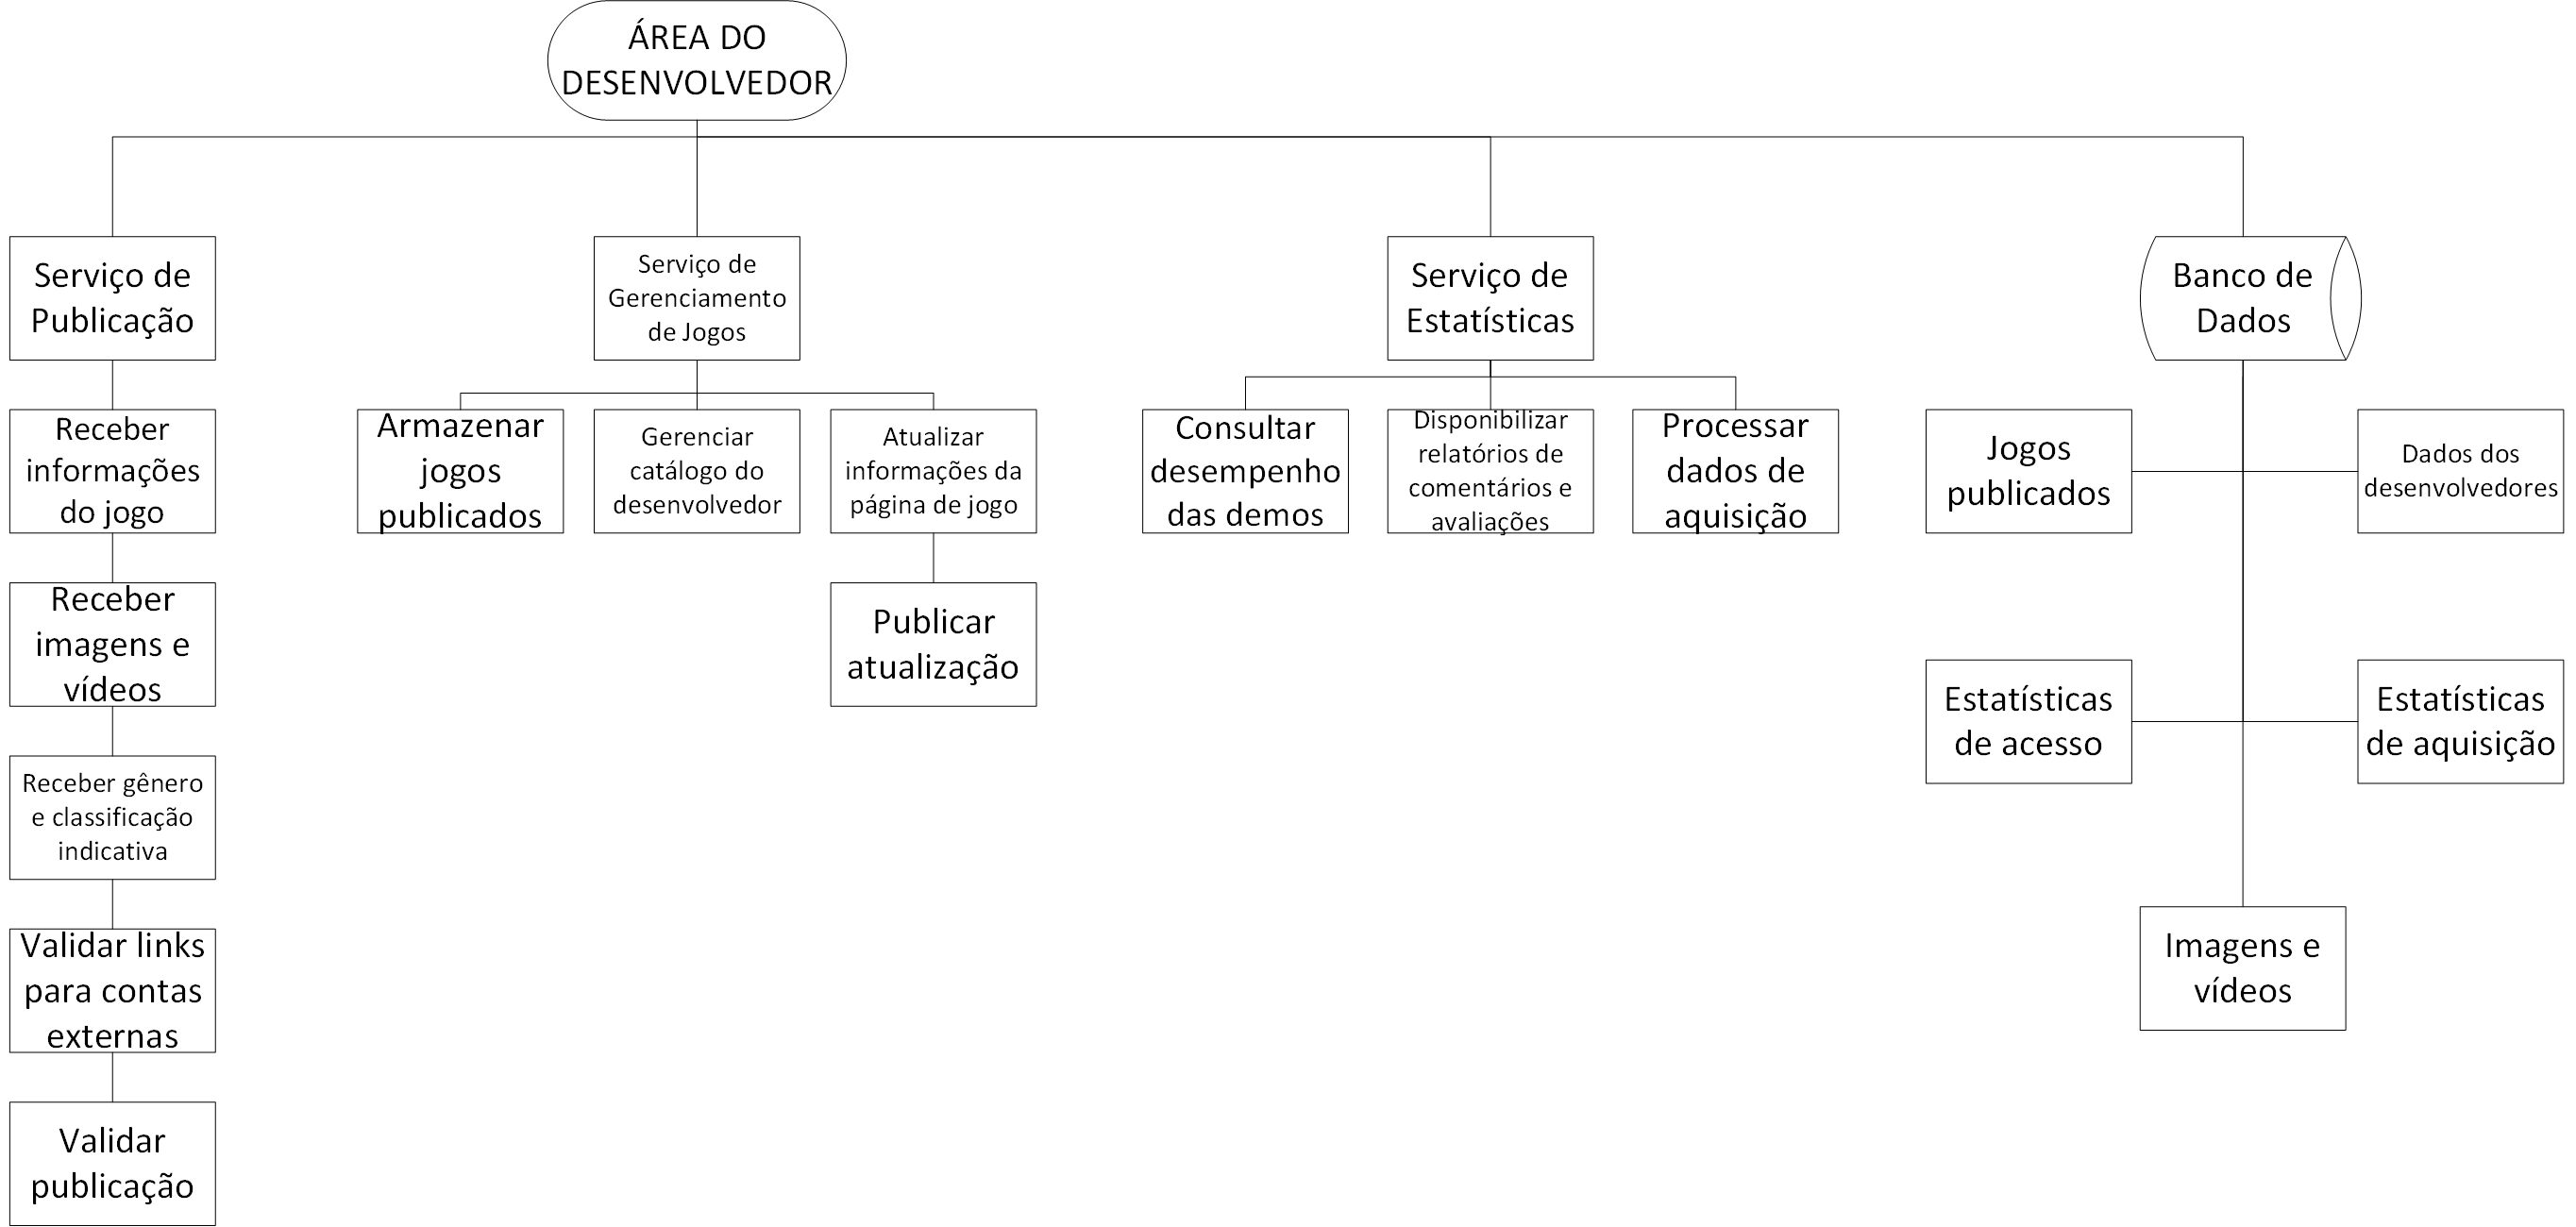 ÁREA DO
DESENVOLVEDOR
Serviço de
Publicação
Serviço de
Gerenciamento
de Jogos
Serviço de
Estatísticas
Banco de
Dados
Receber
informações
do jogo
Armazenar
jogos
publicados
Gerenciar
catálogo do
desenvolvedor
Atualizar
informações da
página de jogo
Consultar
desempenho
das demos
Disponibilizar
relatórios de
comentários e
avaliações
Processar
dados de
aquisição
Jogos
publicados
Dados dos
desenvolvedores
Receber
imagens e
vídeos
Publicar
atualização
Estatísticas
de acesso
Estatísticas
de aquisição
Receber gênero
e classificação
indicativa
Validar links
para contas
externas
Imagens e
vídeos
Validar
publicação